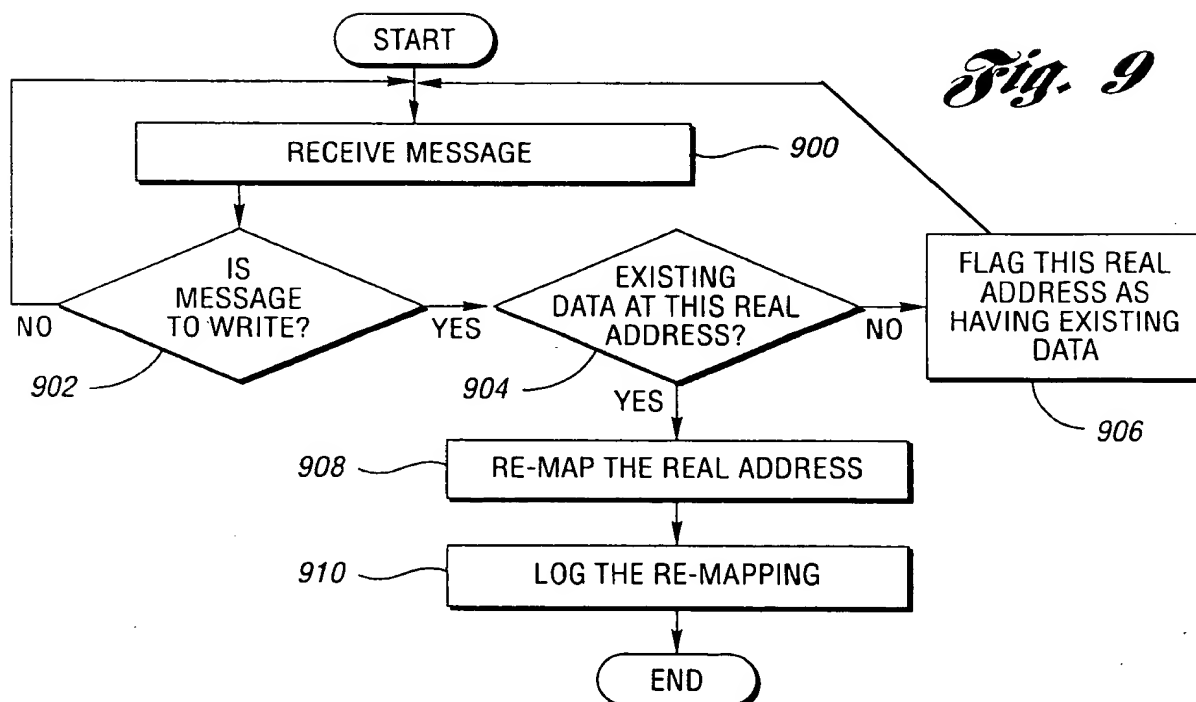 START
Fig. 9
RECEIVE MESSAGE
900
IS
MESSAGE
TO WRITE?
NO
YES
902
EXISTING
DATA AT THIS REAL
ADDRESS?
904
NO
YES
FLAG THIS REAL
ADDRESS AS
HAVING EXISTING
DATA
906
908
RE-MAP THE REAL ADDRESS
910
LOG THE RE-MAPPING
END